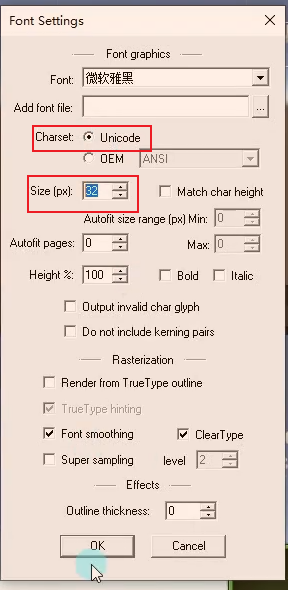 Font Settings
Font graphics
Font: 微软雅黑
Add font file: ...
Charset: Unicode
OEM ANSI
Size (px): 32 Match char height
Autofit size range (px) Min: 0
Autofit pages: 0 Max: 0
Height %: 100 Bold Italic
Output invalid char glyph
Do not include kerning pairs
Rasterization
Render from TrueType outline
TrueType hinting
Font smoothing ClearType
Super sampling level 2
Effects
Outline thickness: 0
OK Cancel